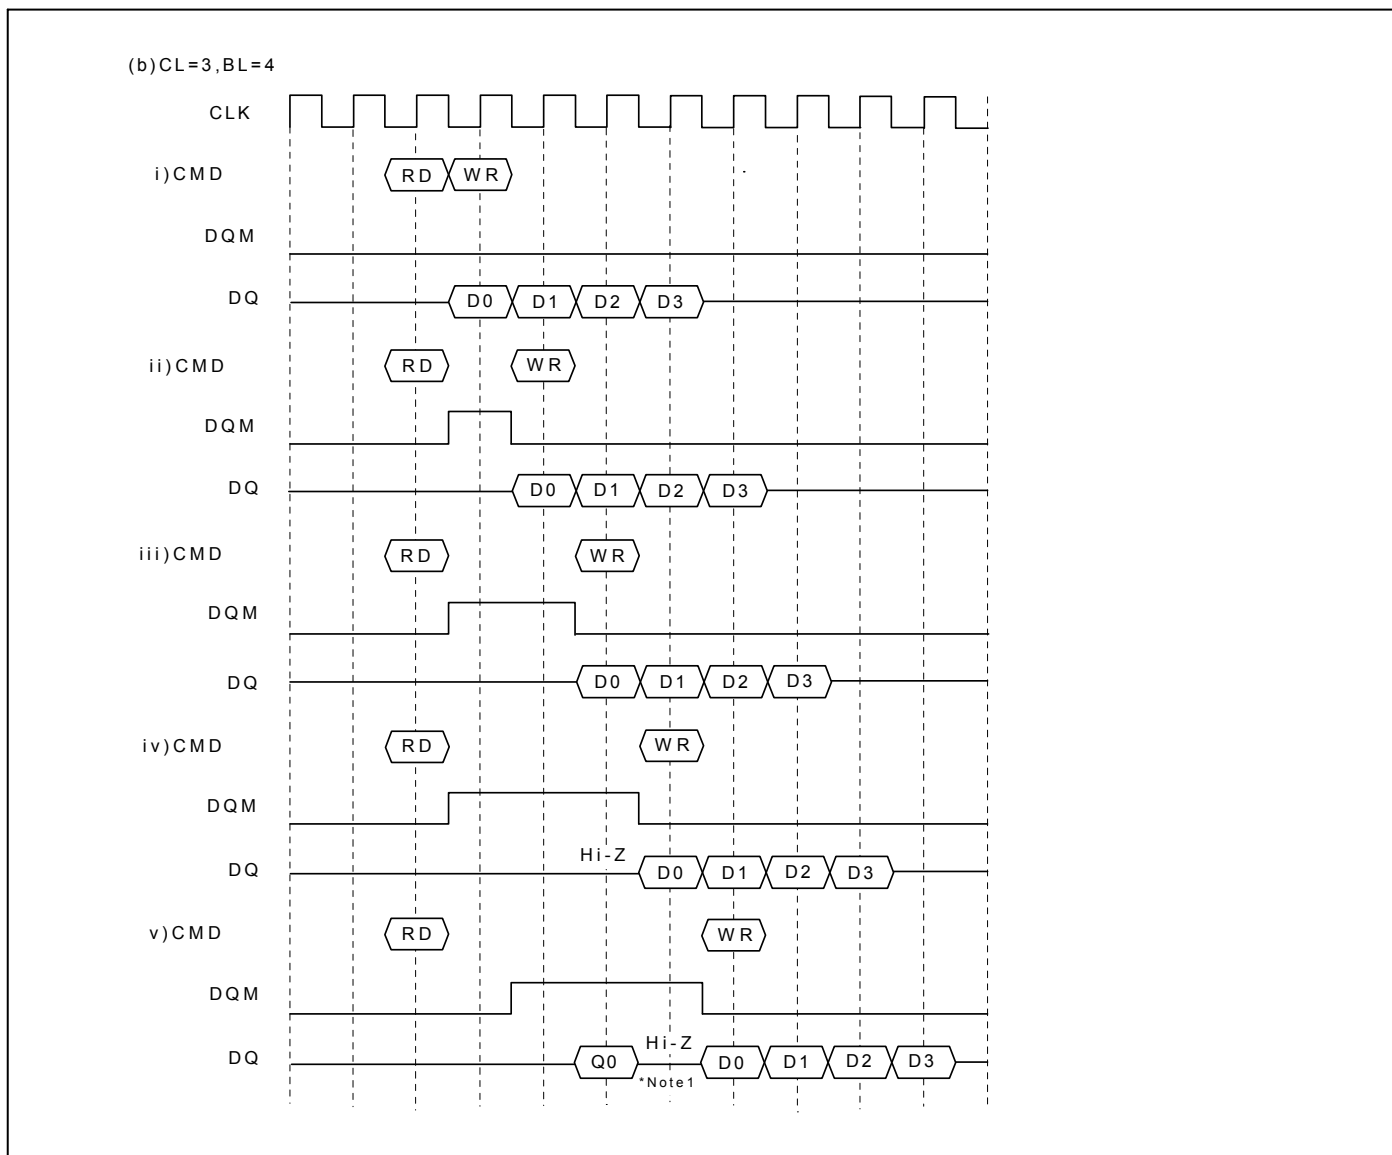 (b)CL=3,BL=4
CLK
i)CMD RD WR
DQM
DQ D0 D1 D2 D3
ii)CMD RD WR
DQM
DQ D0 D1 D2 D3
iii)CMD RD WR
DQM
DQ D0 D1 D2 D3
iv)CMD RD WR
DQM
DQ Hi-Z D0 D1 D2 D3
v)CMD RD WR
DQM
DQ Q0 Hi-Z D0 D1 D2 D3
*Note1